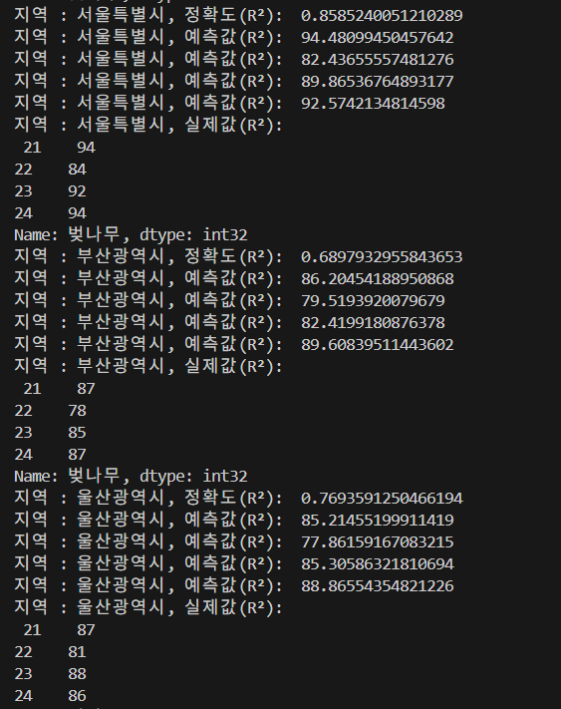 지역 : 서울특별시, 정확도(R²):  0.8585240051210289
지역 : 서울특별시, 예측값(R²):  94.48099450457642
지역 : 서울특별시, 예측값(R²):  82.43655557481276
지역 : 서울특별시, 예측값(R²):  89.86536764893177
지역 : 서울특별시, 예측값(R²):  92.5742134814598
지역 : 서울특별시, 실제값(R²):
 21    94
22    84
23    92
24    94
Name: 벚나무, dtype: int32
지역 : 부산광역시, 정확도(R²):  0.6897932955843653
지역 : 부산광역시, 예측값(R²):  86.20454188950868
지역 : 부산광역시, 예측값(R²):  79.5193920079679
지역 : 부산광역시, 예측값(R²):  82.4199180876378
지역 : 부산광역시, 예측값(R²):  89.60839511443602
지역 : 부산광역시, 실제값(R²):
 21    87
22    78
23    85
24    87
Name: 벚나무, dtype: int32
지역 : 울산광역시, 정확도(R²):  0.7693591250466194
지역 : 울산광역시, 예측값(R²):  85.21455199911419
지역 : 울산광역시, 예측값(R²):  77.86159167083215
지역 : 울산광역시, 예측값(R²):  85.30586321810694
지역 : 울산광역시, 예측값(R²):  88.86554354821226
지역 : 울산광역시, 실제값(R²):
 21    87
22    81
23    88
24    86